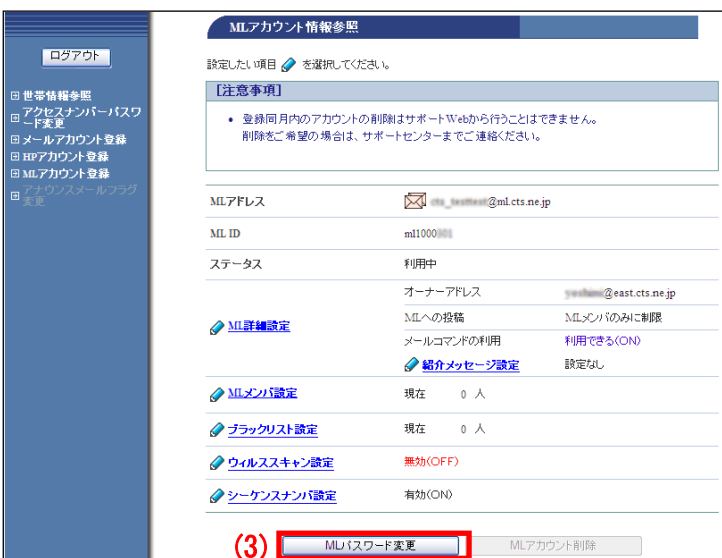 MLアカウント情報参照
ログアウト
世帯情報参照
アクセスナンバーパスワ
ード変更
メールアカウント登録
HPアカウント登録
MLアカウント登録
アナウンスメールフラグ
変更
設定したい項目 を選択してください。
[注意事項]
• 登録同月内のアカウントの削除はサポートWebから行うことはできません。
削除をご希望の場合は、サポートセンターまでご連絡ください。
MLアドレス @ml.cts.ne.jp
ML ID ml1000
ステータス 利用中
オーナーアドレス @east.cts.ne.jp
ML詳細設定
MLへの投稿 MLメンバのみに制限
メールコマンドの利用 利用できる(ON)
紹介メッセージ設定 設定なし
MLメンバ設定 現在 0 人
ブラックリスト設定 現在 0 人
ウィルススキャン設定 無効(OFF)
シーケンスナンバ設定 有効(ON)
(3) MLパスワード変更 MLアカウント削除